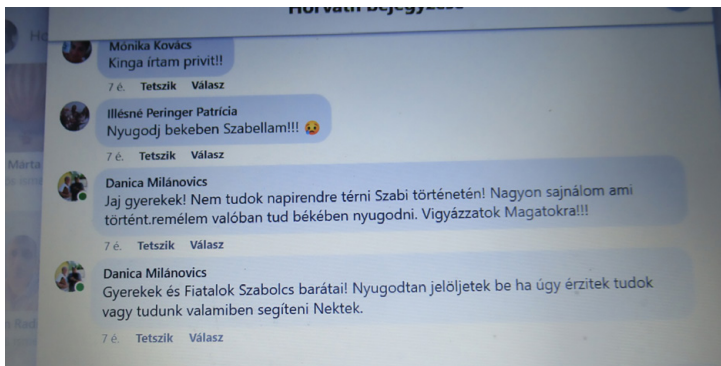 Horváth bejegyzése
Mónika Kovács
Kinga írtam privit!!
7 é. Tetszik Válasz
Illésné Peringer Patrícia
Nyugodj bekeben Szabellam!!! 😥
7 é. Tetszik Válasz
Márta
Danica Milánovics
Jaj gyerekek! Nem tudok napirendre térni Szabi történetén! Nagyon sajnálom ami
történt.remélem valóban tud békében nyugodni. Vigyázzatok Magatokra!!!
7 é. Tetszik Válasz
Danica Milánovics
Gyerekek és Fiatalok Szabolcs barátai! Nyugodtan jelöljetek be ha úgy érzitek tudok
vagy tudunk valamiben segíteni Nektek.
7 é. Tetszik Válasz